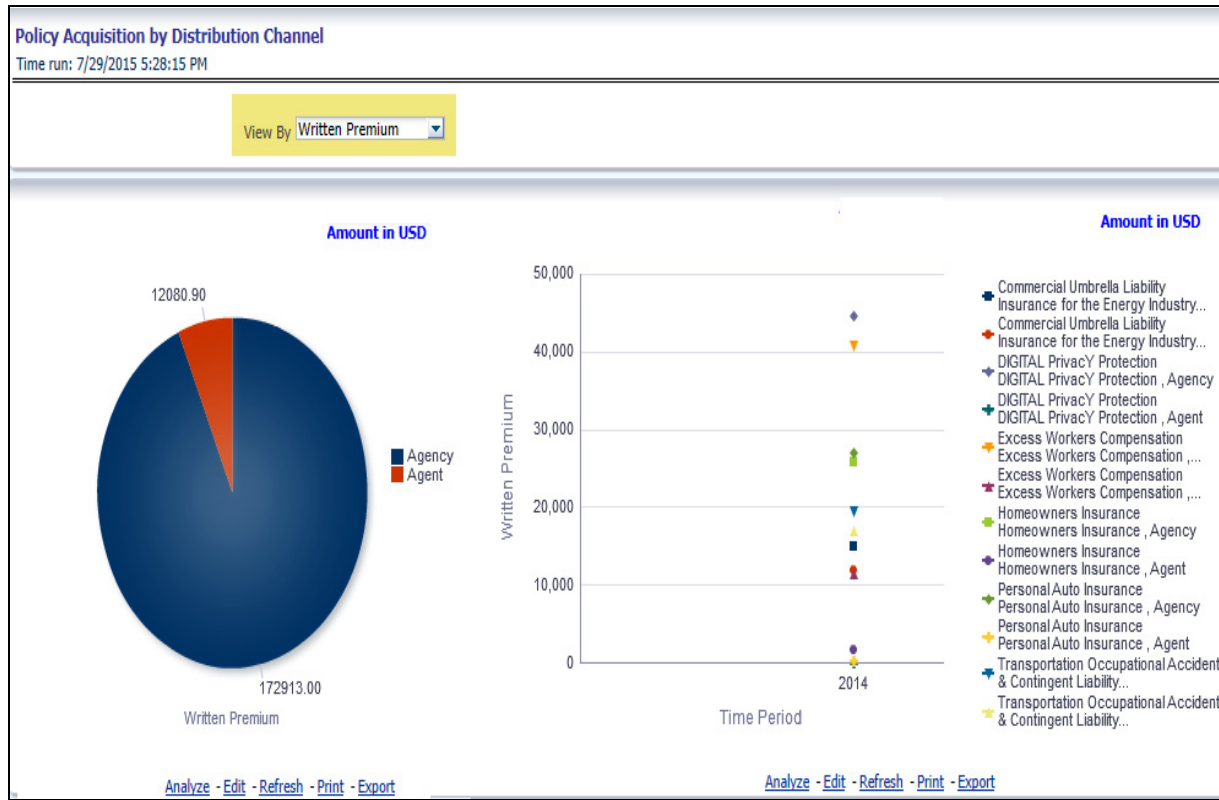 Policy Acquisition by Distribution Channel
Time run: 7/29/2015 5:28:15 PM
View By Written Premium
Amount in USD
12080.90
Agency
Agent
172913.00
Written Premium
Analyze - Edit - Refresh - Print - Export
Amount in USD
50,000
40,000
30,000
20,000
10,000
0
Written Premium
2014
Time Period
Commercial Umbrella Liability
Insurance for the Energy Industry...
Commercial Umbrella Liability
Insurance for the Energy Industry...
DIGITAL PrivacY Protection
DIGITAL PrivacY Protection , Agency
DIGITAL PrivacY Protection
DIGITAL PrivacY Protection , Agent
Excess Workers Compensation
Excess Workers Compensation ,...
Excess Workers Compensation
Excess Workers Compensation ,...
Homeowners Insurance
Homeowners Insurance , Agency
Homeowners Insurance
Homeowners Insurance , Agent
Personal Auto Insurance
Personal Auto Insurance , Agency
Personal Auto Insurance
Personal Auto Insurance , Agent
Transportation Occupational Accident
& Contingent Liability...
Transportation Occupational Accident
& Contingent Liability...
Analyze - Edit - Refresh - Print - Export